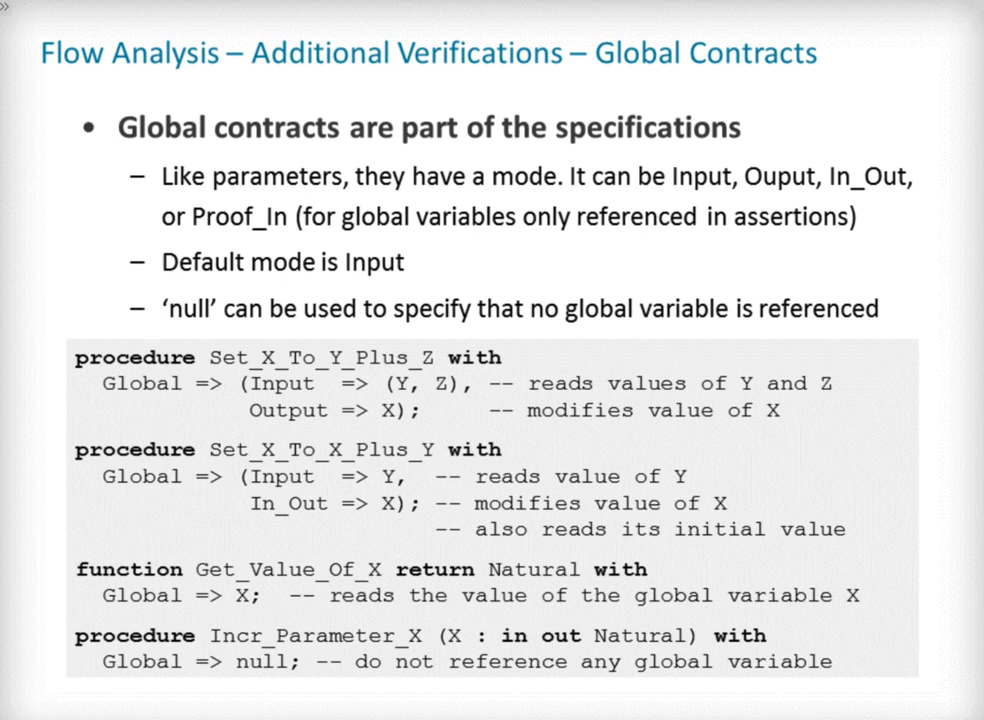 »
Flow Analysis – Additional Verifications – Global Contracts
• Global contracts are part of the specifications
– Like parameters, they have a mode. It can be Input, Ouput, In_Out,
or Proof_In (for global variables only referenced in assertions)
– Default mode is Input
– ‘null’ can be used to specify that no global variable is referenced
procedure Set_X_To_Y_Plus_Z with
Global => (Input => (Y, Z), -- reads values of Y and Z
Output => X); -- modifies value of X
procedure Set_X_To_X_Plus_Y with
Global => (Input => Y, -- reads value of Y
In_Out => X); -- modifies value of X
-- also reads its initial value
function Get_Value_Of_X return Natural with
Global => X; -- reads the value of the global variable X
procedure Incr_Parameter_X (X : in out Natural) with
Global => null; -- do not reference any global variable